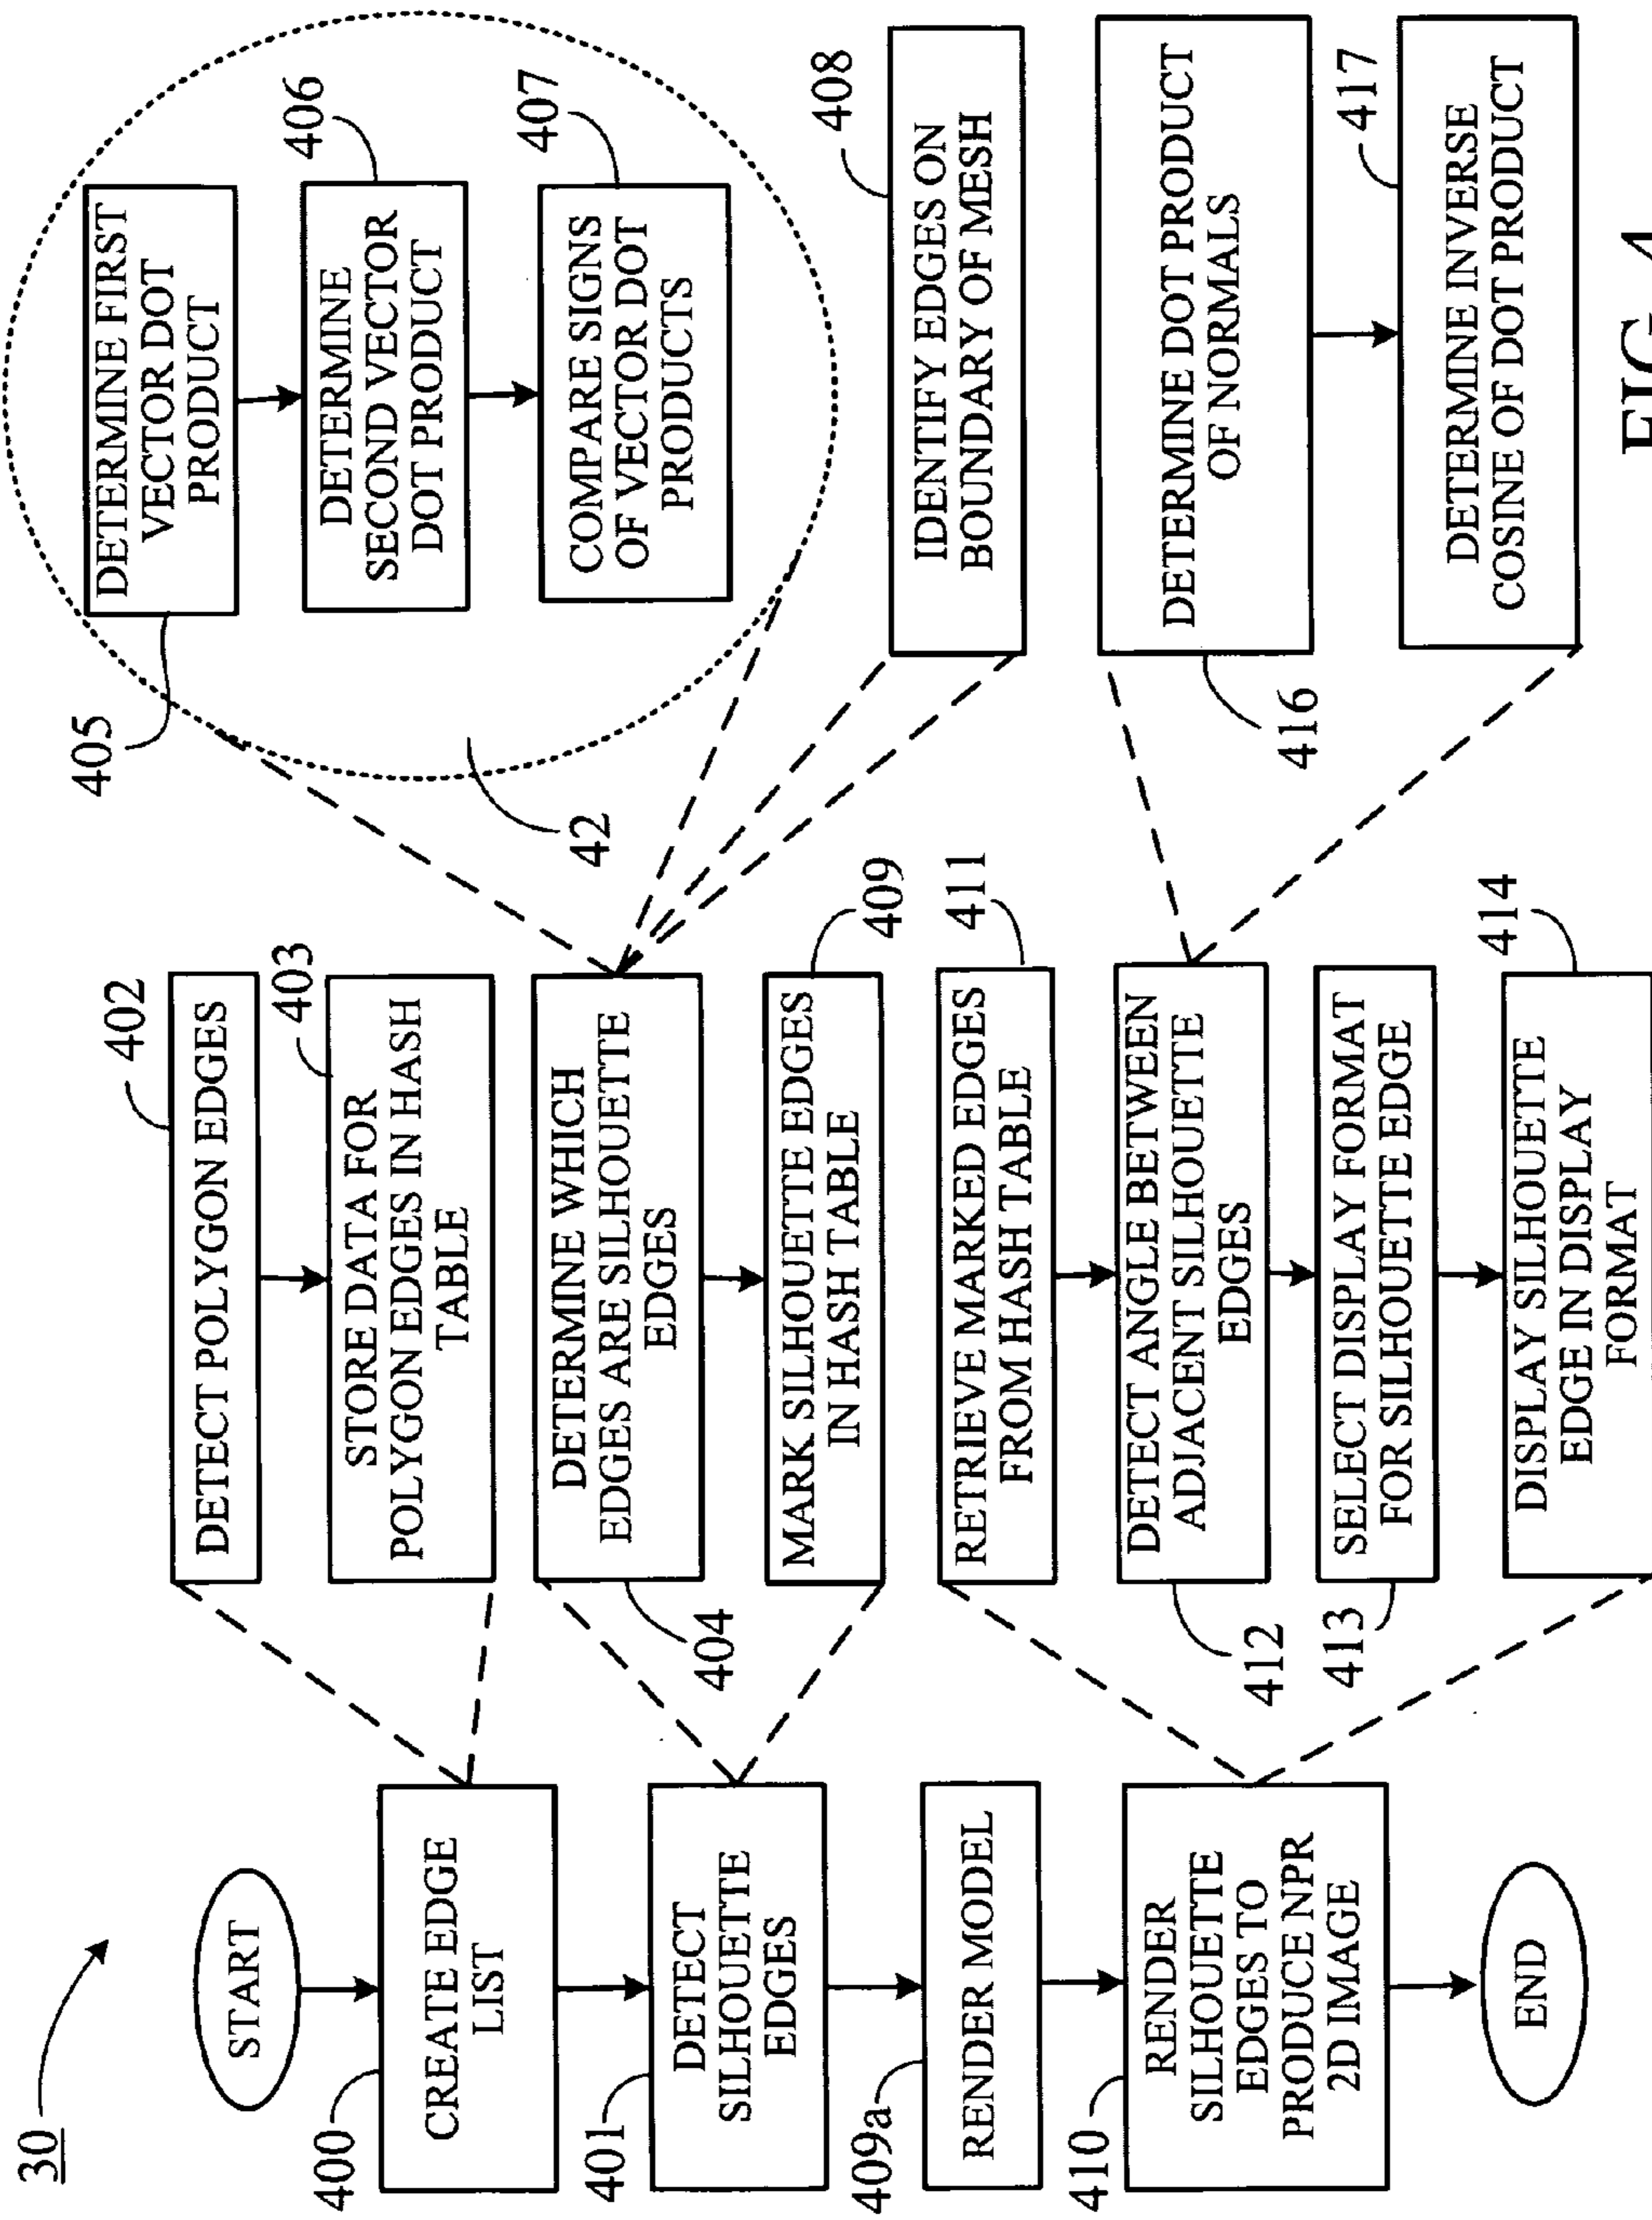 30
START
400
CREATE EDGE
LIST
401
DETECT
SILHOUETTE
EDGES
409a
RENDER MODEL
410
RENDER
SILHOUETTE
EDGES TO
PRODUCE NPR
2D IMAGE
END
402
DETECT POLYGON EDGES
403
STORE DATA FOR
POLYGON EDGES IN HASH
TABLE
404
DETERMINE WHICH
EDGES ARE SILHOUETTE
EDGES
409
MARK SILHOUETTE EDGES
IN HASH TABLE
411
RETRIEVE MARKED EDGES
FROM HASH TABLE
412
DETECT ANGLE BETWEEN
ADJACENT SILHOUETTE
EDGES
413
SELECT DISPLAY FORMAT
FOR SILHOUETTE EDGE
414
DISPLAY SILHOUETTE
EDGE IN DISPLAY
FORMAT
42
405
DETERMINE FIRST
VECTOR DOT
PRODUCT
406
DETERMINE
SECOND VECTOR
DOT PRODUCT
407
COMPARE SIGNS
OF VECTOR DOT
PRODUCTS
408
IDENTIFY EDGES ON
BOUNDARY OF MESH
416
DETERMINE DOT PRODUCT
OF NORMALS
417
DETERMINE INVERSE
COSINE OF DOT PRODUCT
FIG. 4